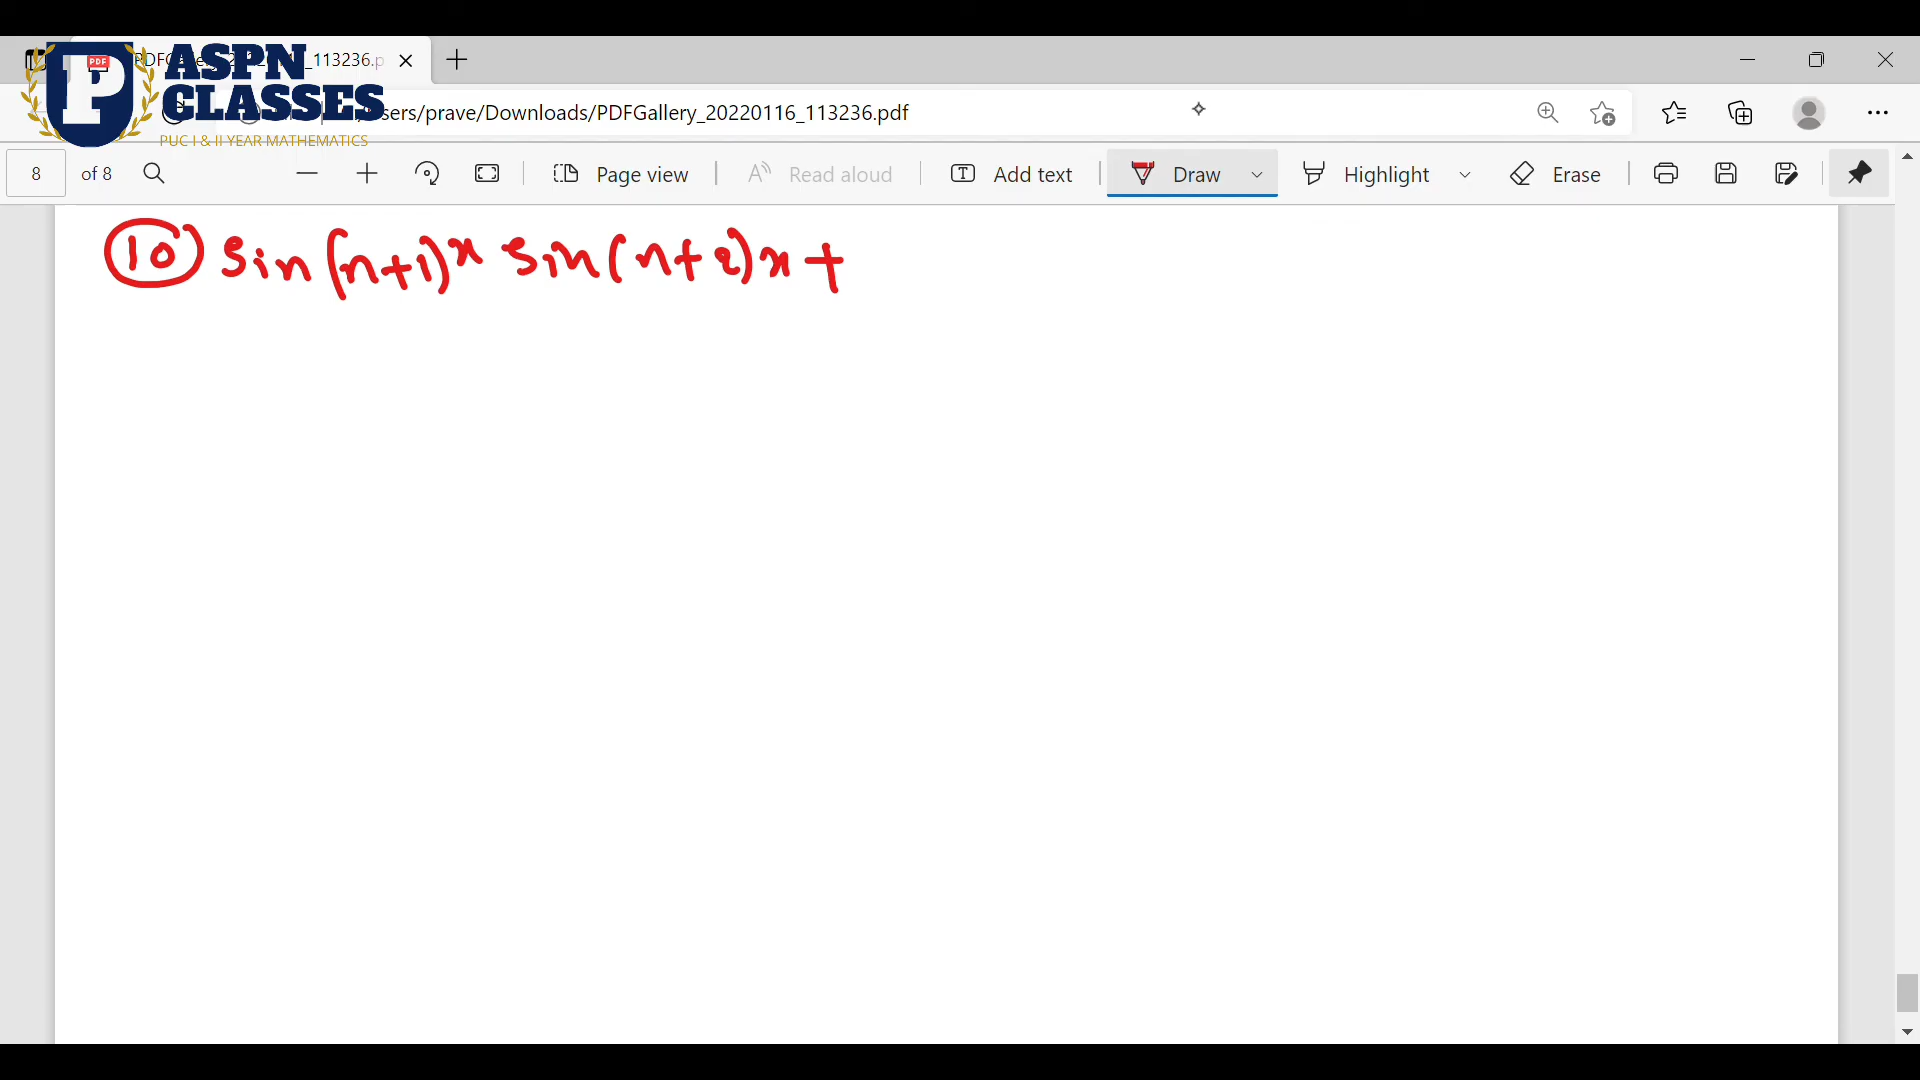 PDFGallery_20220116_113236.p
ASPN
CLASSES
PUC I & II YEAR MATHEMATICS
sers/prave/Downloads/PDFGallery_20220116_113236.pdf
8 of 8 Page view Read aloud Add text Draw Highlight Erase
10 Sin (n+1)x Sin(n+2)x +